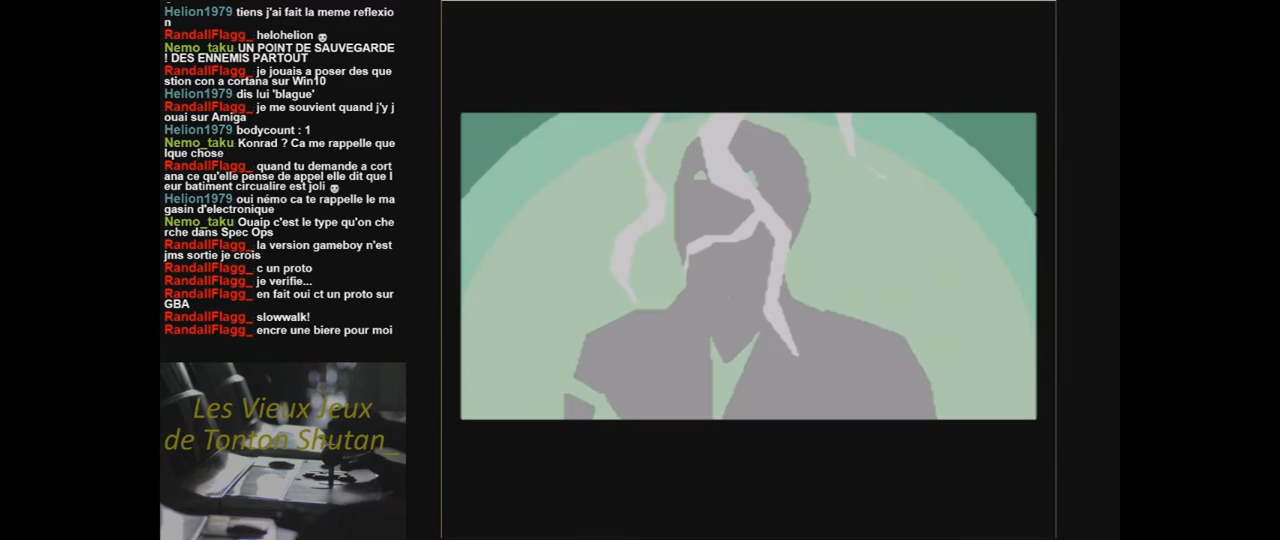 Helion1979 tiens j'ai fait la meme reflexio
n
RandallFlagg_ helohelion
Nemo_taku UN POINT DE SAUVEGARDE
! DES ENNEMIS PARTOUT
RandallFlagg_ je jouais a poser des que
stion con a cortana sur Win10
Helion1979 dis lui 'blague'
RandallFlagg_ je me souvient quand j'y j
ouai sur Amiga
Helion1979 bodycount : 1
Nemo_taku Konrad ? Ca me rappelle que
lque chose
RandallFlagg_ quand tu demande a cort
ana ce qu'elle pense de appel elle dit que l
eur batiment circualire est joli
Helion1979 oui némo ca te rappelle le ma
gasin d'electronique
Nemo_taku Ouaip c'est le type qu'on che
rche dans Spec Ops
RandallFlagg_ la version gameboy n'est
jms sortie je crois
RandallFlagg_ c un proto
RandallFlagg_ je verifie...
RandallFlagg_ en fait oui ct un proto sur
GBA
RandallFlagg_ slowwalk!
RandallFlagg_ encre une biere pour moi
Les Vieux Jeux
de Tonton Shutan_